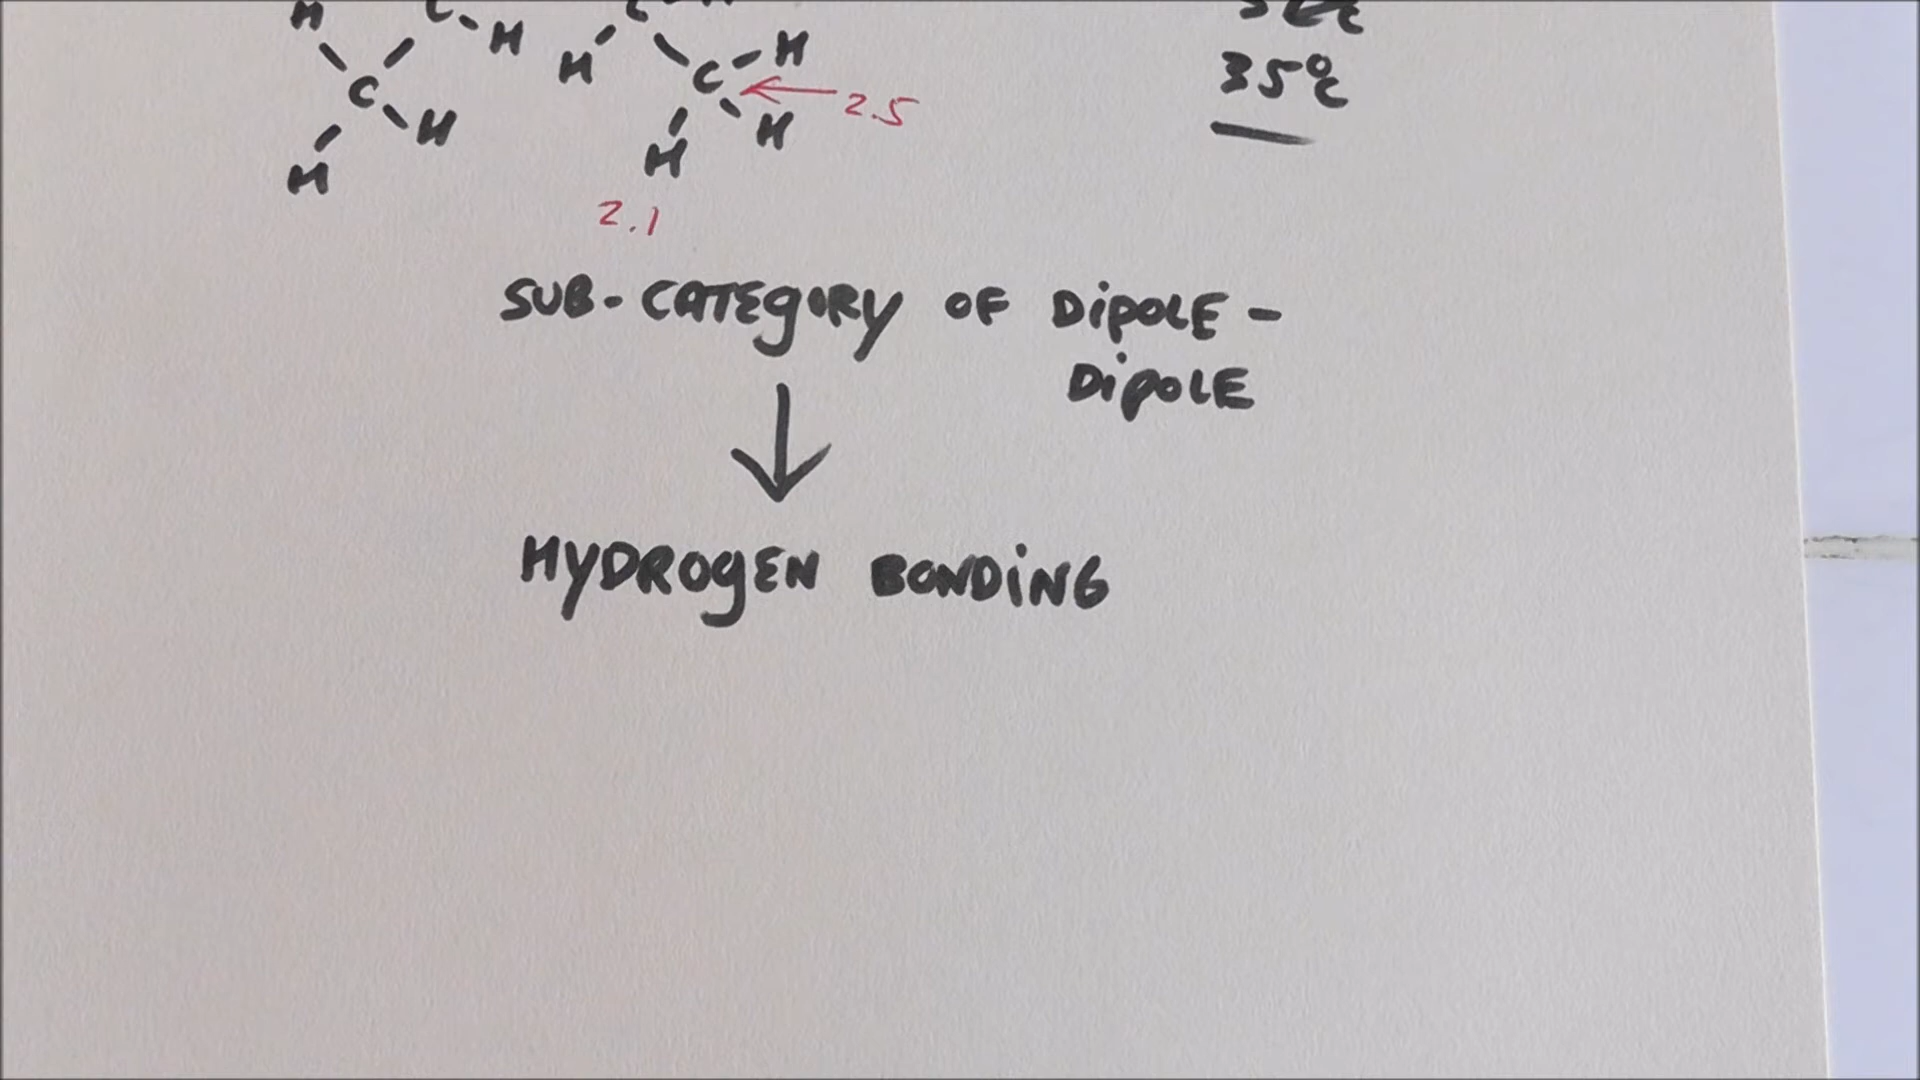 H C H H C H
C H H C H 2.5 35°C
H H
H H
2.1
SUB-CATEGORY OF DIPOLE-
DIPOLE
HYDROGEN BONDING